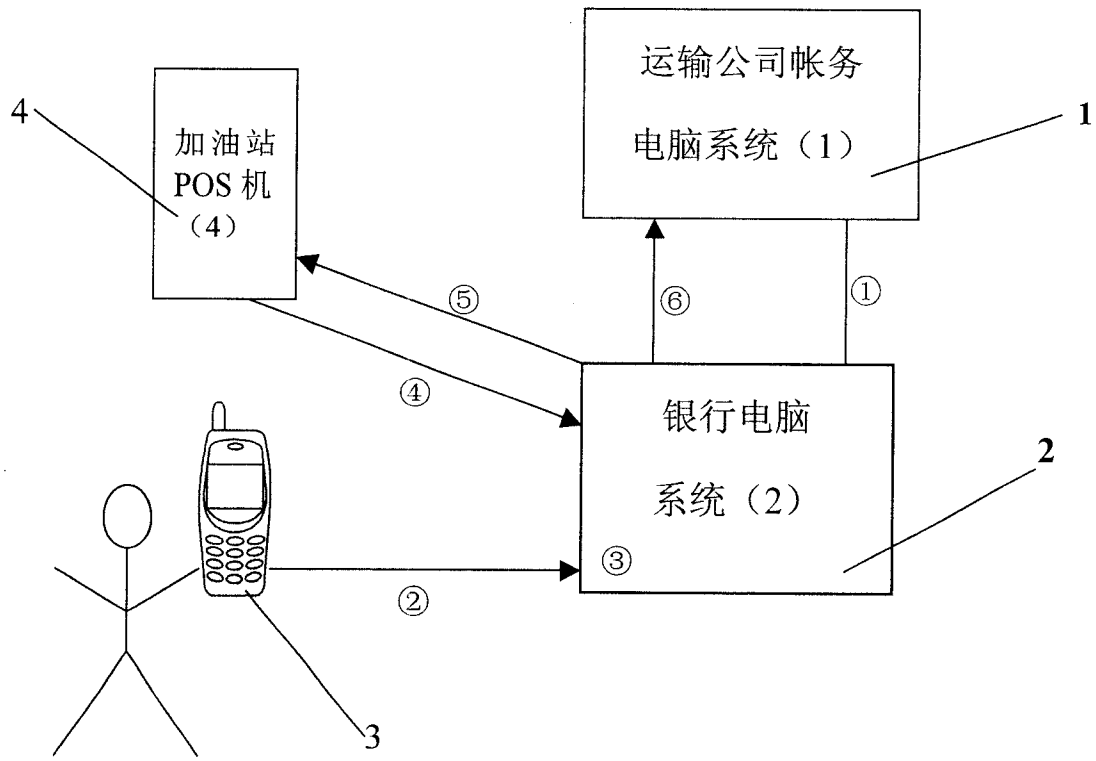 运输公司帐务
电脑系统（1）
1
4
加油站
POS 机
（4）
⑤
⑥
①
④
银行电脑
系统（2）
2
③
②
3